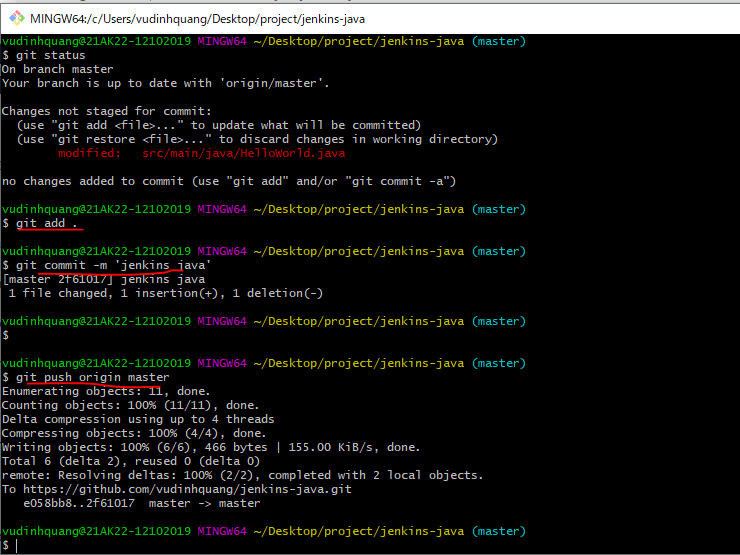 MINGW64:/c/Users/vudinhquang/Desktop/project/jenkins-java
vudinhquang@21AK22-12102019 MINGW64 ~/Desktop/project/jenkins-java (master)
$ git status
On branch master
Your branch is up to date with 'origin/master'.
Changes not staged for commit:
(use "git add <file>..." to update what will be committed)
(use "git restore <file>..." to discard changes in working directory)
modified: src/main/java/HelloWorld.java
no changes added to commit (use "git add" and/or "git commit -a")
vudinhquang@21AK22-12102019 MINGW64 ~/Desktop/project/jenkins-java (master)
$ git add .
vudinhquang@21AK22-12102019 MINGW64 ~/Desktop/project/jenkins-java (master)
$ git commit -m 'jenkins java'
[master 2f61017] jenkins java
1 file changed, 1 insertion(+), 1 deletion(-)
vudinhquang@21AK22-12102019 MINGW64 ~/Desktop/project/jenkins-java (master)
$
vudinhquang@21AK22-12102019 MINGW64 ~/Desktop/project/jenkins-java (master)
$ git push origin master
Enumerating objects: 11, done.
Counting objects: 100% (11/11), done.
Delta compression using up to 4 threads
Compressing objects: 100% (4/4), done.
Writing objects: 100% (6/6), 466 bytes | 155.00 KiB/s, done.
Total 6 (delta 2), reused 0 (delta 0)
remote: Resolving deltas: 100% (2/2), completed with 2 local objects.
To https://github.com/vudinhquang/jenkins-java.git
e058bb8..2f61017 master -> master
vudinhquang@21AK22-12102019 MINGW64 ~/Desktop/project/jenkins-java (master)
$